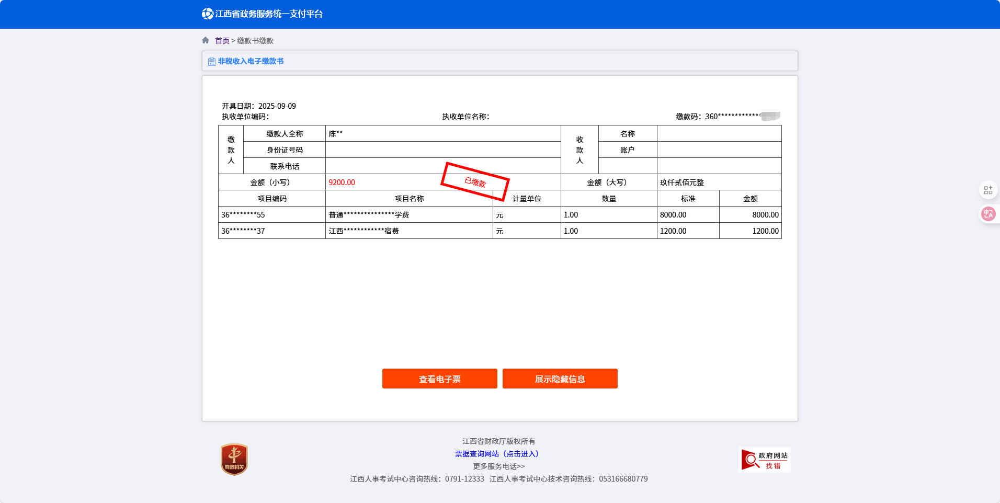 江西省政务服务统一支付平台
首页 > 缴款书缴款
非税收入电子缴款书
开具日期：2025-09-09
执收单位编码： 执收单位名称： 缴款码：360*************
缴款人 缴款人全称 陈** 收款人 名称
身份证号码 账户
联系电话
金额（小写） 9200.00 金额（大写） 玖仟贰佰元整
已缴款
项目编码 项目名称 计量单位 数量 标准 金额
36********55 普通***************学费 元 1.00 8000.00 8000.00
36********37 江西************宿费 元 1.00 1200.00 1200.00
查看电子票 展示隐藏信息
江西省财政厅版权所有
票据查询网站（点击进入）
更多服务电话>>
江西人事考试中心咨询热线：0791-12333 江西人事考试中心技术咨询热线：053166680779
党政机关
政府网站
找错
中A